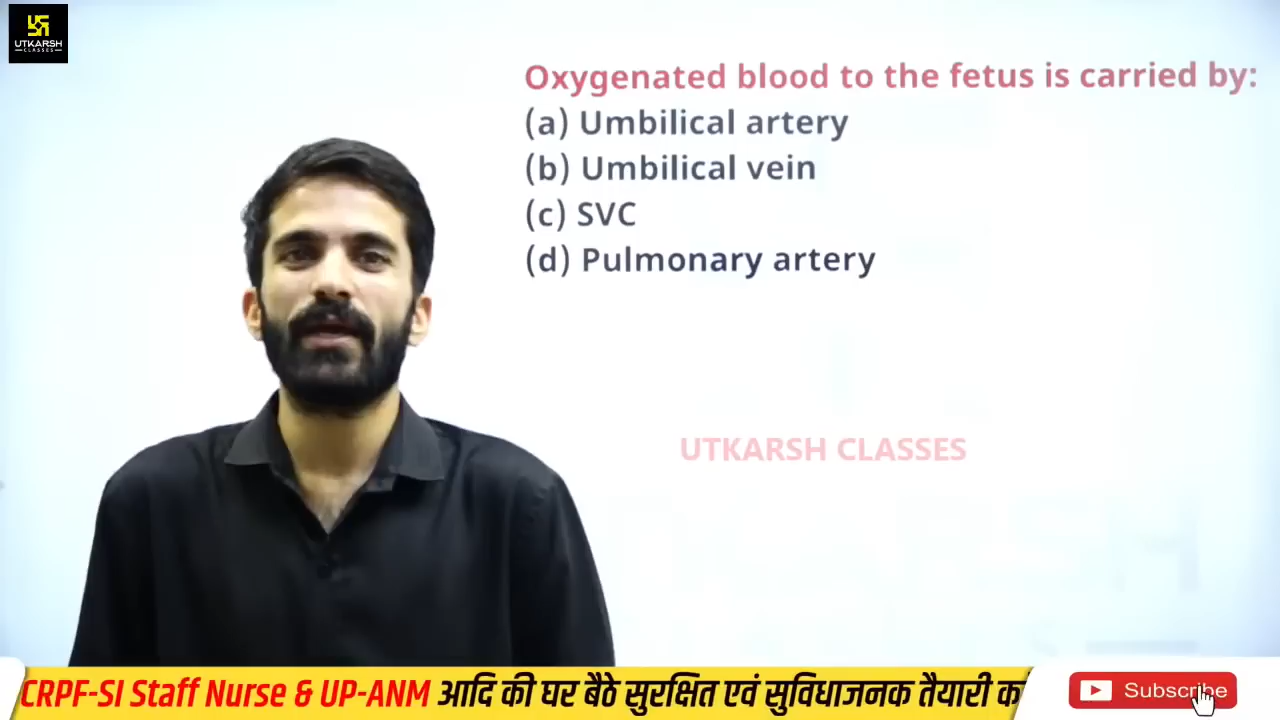 UTKARSH
CLASSES
Oxygenated blood to the fetus is carried by:
(a) Umbilical artery
(b) Umbilical vein
(c) SVC
(d) Pulmonary artery
UTKARSH CLASSES
CRPF-SI Staff Nurse & UP-ANM आदि की घर बैठे सुरक्षित एवं सुविधाजनक तैयारी
Subscribe